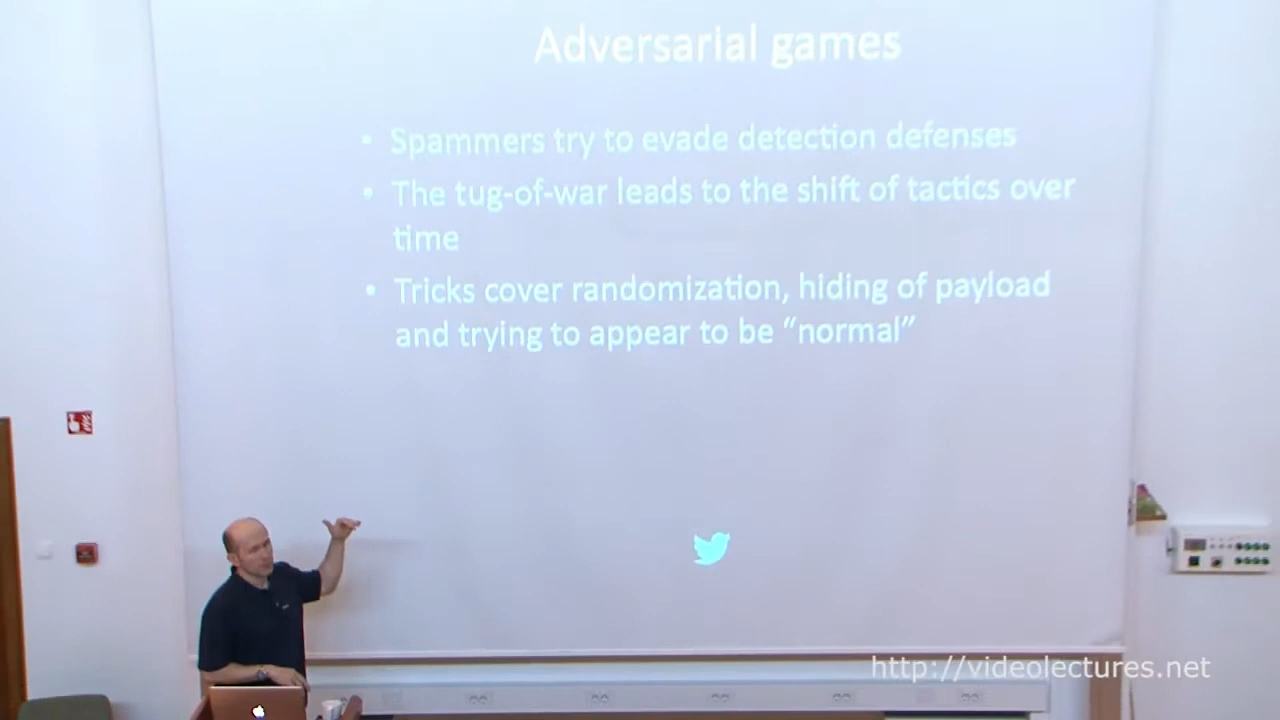 Adversarial games
• Spammers try to evade detection defenses
• The tug-of-war leads to the shift of tactics over
time
• Tricks cover randomization, hiding of payload
and trying to appear to be “normal”
http://videolectures.net